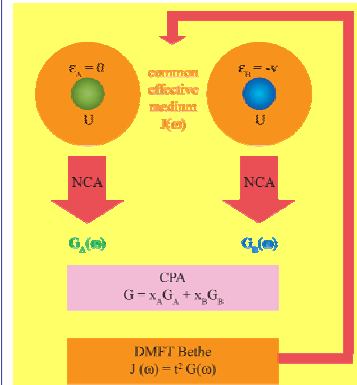 ε_A = 0
common
effective
medium
J(ω)
ε_B = -v
U
U
NCA
NCA
G_A(ω)
G_B(ω)
CPA
G = x_A G_A + x_B G_B
DMFT Bethe
J (ω) = t² G(ω)